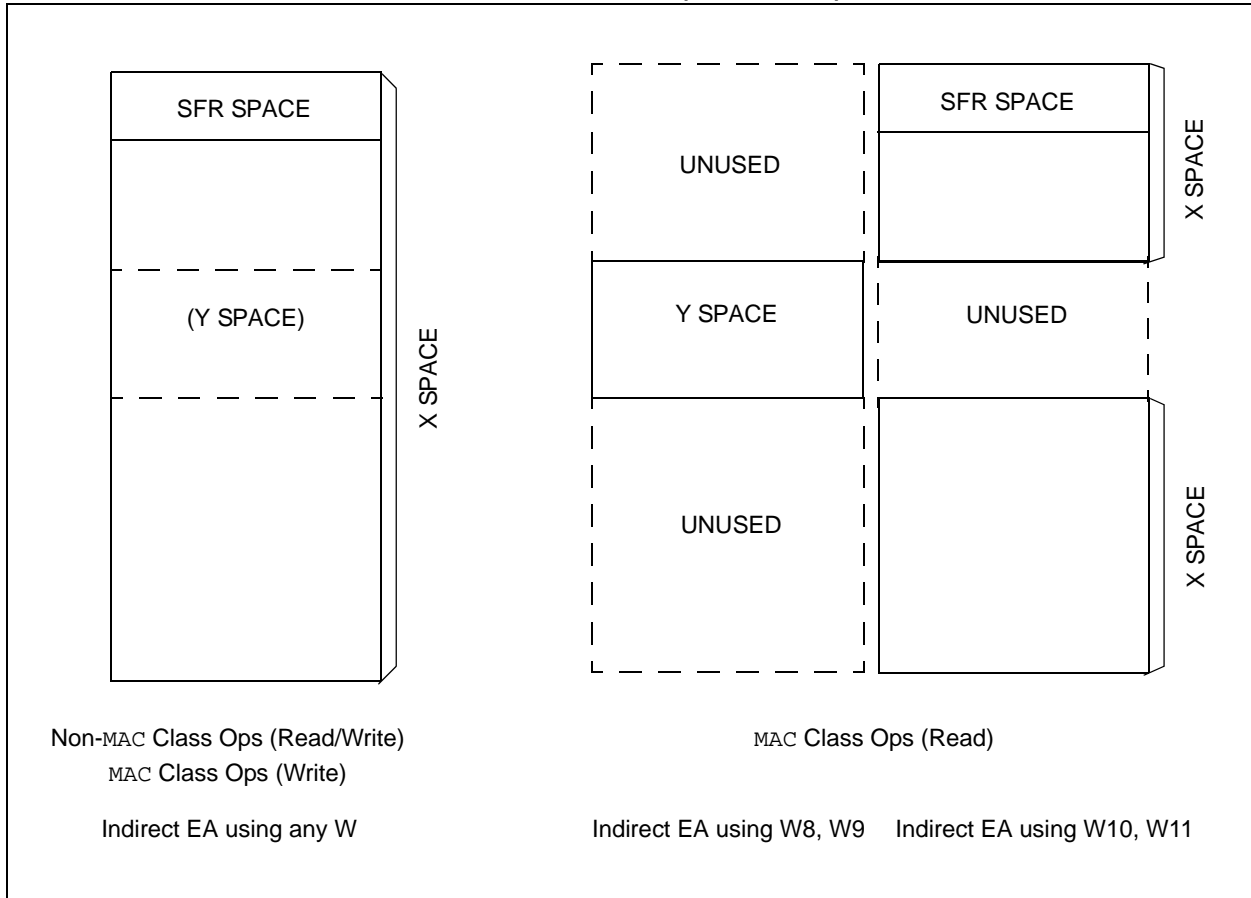 SFR SPACE
(Y SPACE)
X SPACE
UNUSED
Y SPACE
UNUSED
SFR SPACE
UNUSED
X SPACE
X SPACE
Non-MAC Class Ops (Read/Write)
MAC Class Ops (Write)
Indirect EA using any W
MAC Class Ops (Read)
Indirect EA using W8, W9
Indirect EA using W10, W11